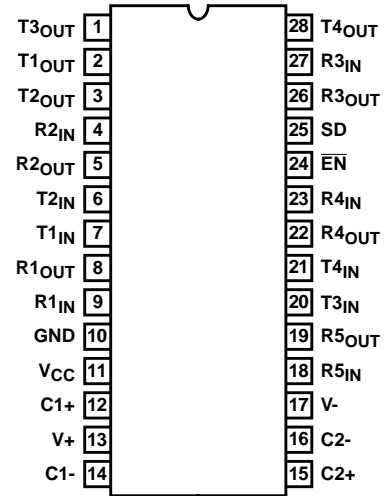 T3OUT 1 28 T4OUT
T1OUT 2 27 R3IN
T2OUT 3 26 R3OUT
R2IN 4 25 SD
R2OUT 5 24 EN
T2IN 6 23 R4IN
T1IN 7 22 R4OUT
R1OUT 8 21 T4IN
R1IN 9 20 T3IN
GND 10 19 R5OUT
VCC 11 18 R5IN
C1+ 12 17 V-
V+ 13 16 C2-
C1- 14 15 C2+